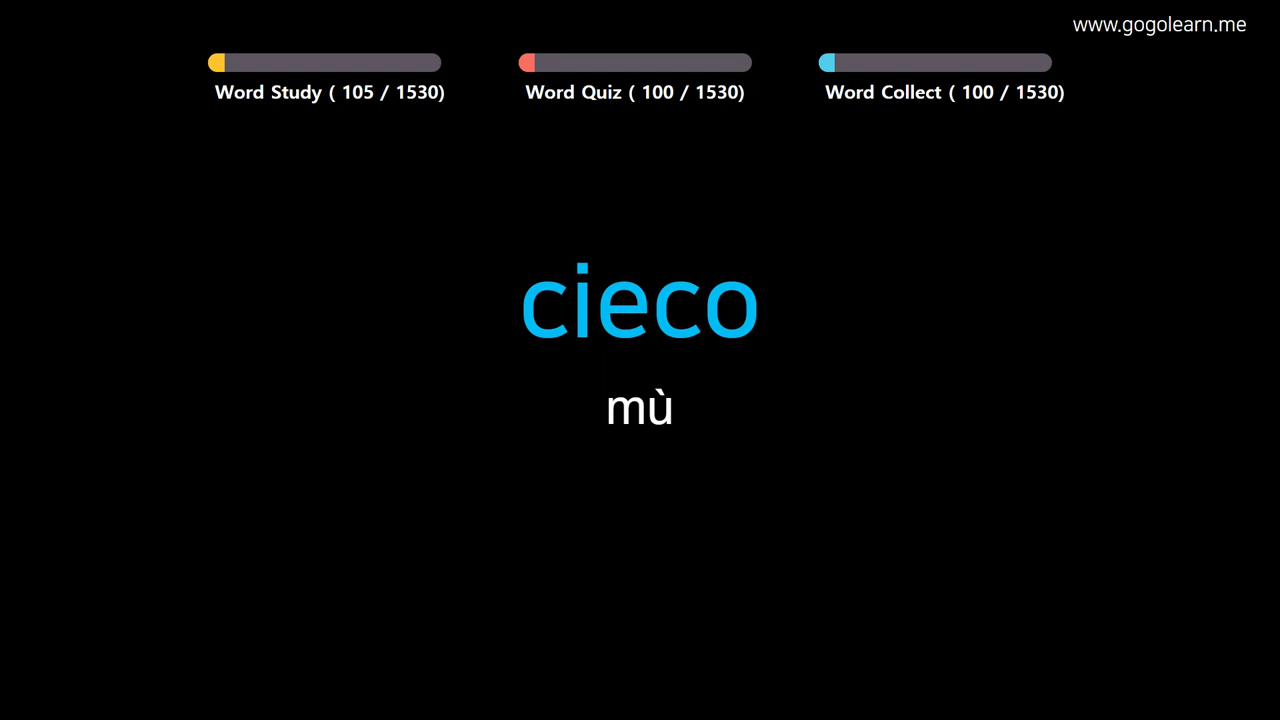 www.gogolearn.me
Word Study ( 105 / 1530)
Word Quiz ( 100 / 1530)
Word Collect ( 100 / 1530)
cieco
mù